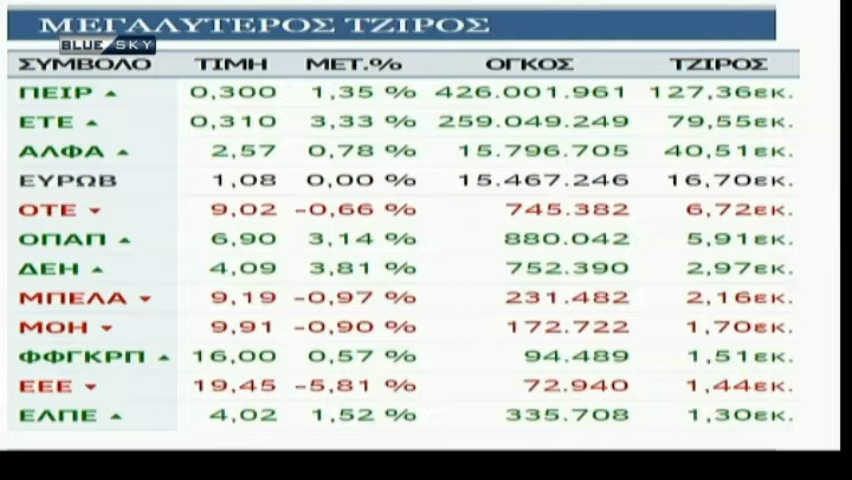 ΜΕΓΑΛΥΤΕΡΟΣ ΤΖΙΡΟΣ
BLUE SKY
ΣΥΜΒΟΛΟ ΤΙΜΗ ΜΕΤ.% ΟΓΚΟΣ ΤΖΙΡΟΣ
ΠΕΙΡ 0,300 1,35 % 426.001.961 127,36εκ.
ΕΤΕ 0,310 3,33 % 259.049.249 79,55εκ.
ΑΛΦΑ 2,57 0,78 % 15.796.705 40,51εκ.
ΕΥΡΩΒ 1,08 0,00 % 15.467.246 16,70εκ.
ΟΤΕ 9,02 -0,66 % 745.382 6,72εκ.
ΟΠΑΠ 6,90 3,14 % 880.042 5,91εκ.
ΔΕΗ 4,09 3,81 % 752.390 2,97εκ.
ΜΠΕΛΑ 9,19 -0,97 % 231.482 2,16εκ.
ΜΟΗ 9,91 -0,90 % 172.722 1,70εκ.
ΦΦΓΚΡΠ 16,00 0,57 % 94.489 1,51εκ.
ΕΕΕ 19,45 -5,81 % 72.940 1,44εκ.
ΕΛΠΕ 4,02 1,52 % 335.708 1,30εκ.